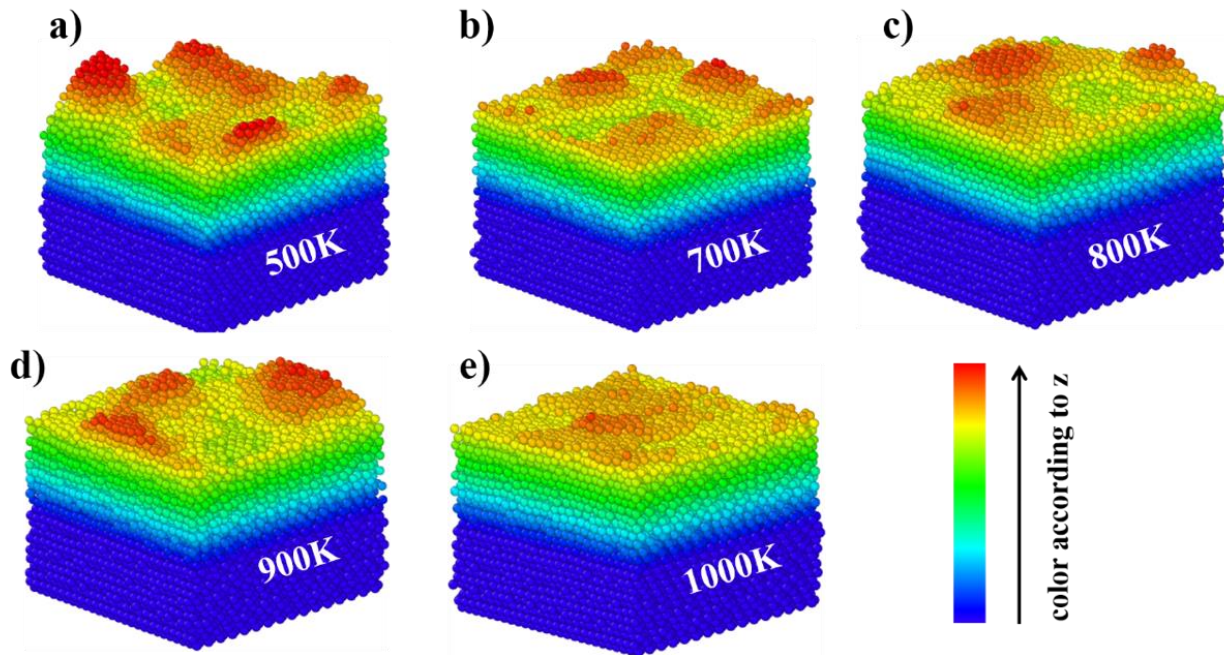 a)
b)
c)
500K
700K
800K
d)
e)
900K
1000K
color according to z